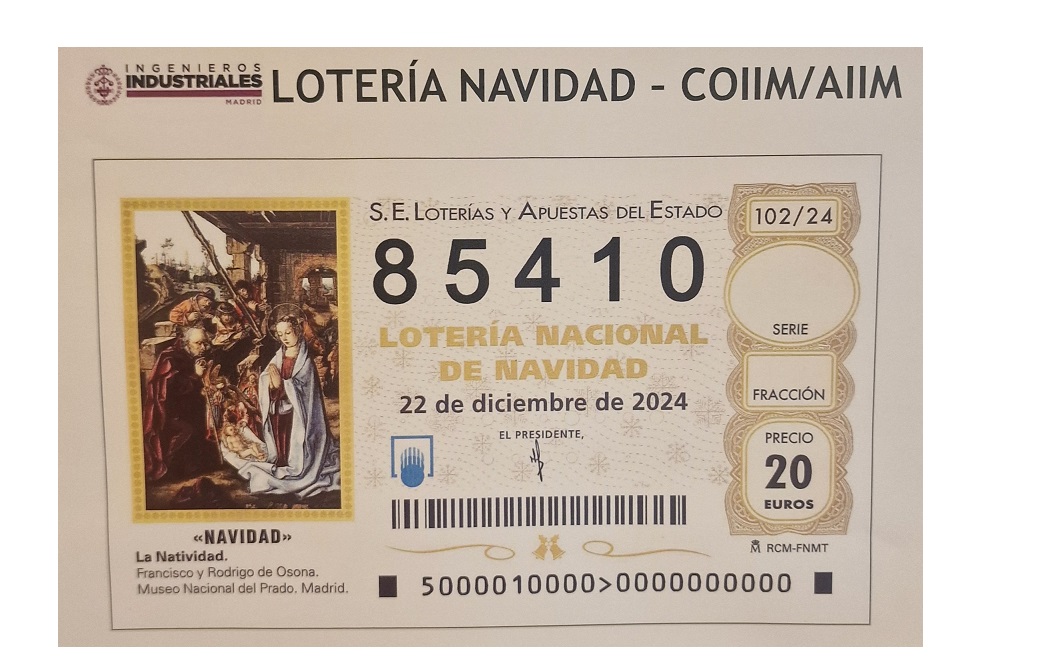 INGENIEROS
INDUSTRIALES
MADRID
LOTERÍA NAVIDAD - COIIM/AIIM
S.E. LOTERÍAS Y APUESTAS DEL ESTADO
102/24
85410
SERIE
LOTERÍA NACIONAL
DE NAVIDAD
22 de diciembre de 2024
FRACCIÓN
EL PRESIDENTE,
PRECIO
20
EUROS
«NAVIDAD»
La Natividad.
Francisco y Rodrigo de Osona.
Museo Nacional del Prado. Madrid.
RCM-FNMT
5000010000>0000000000